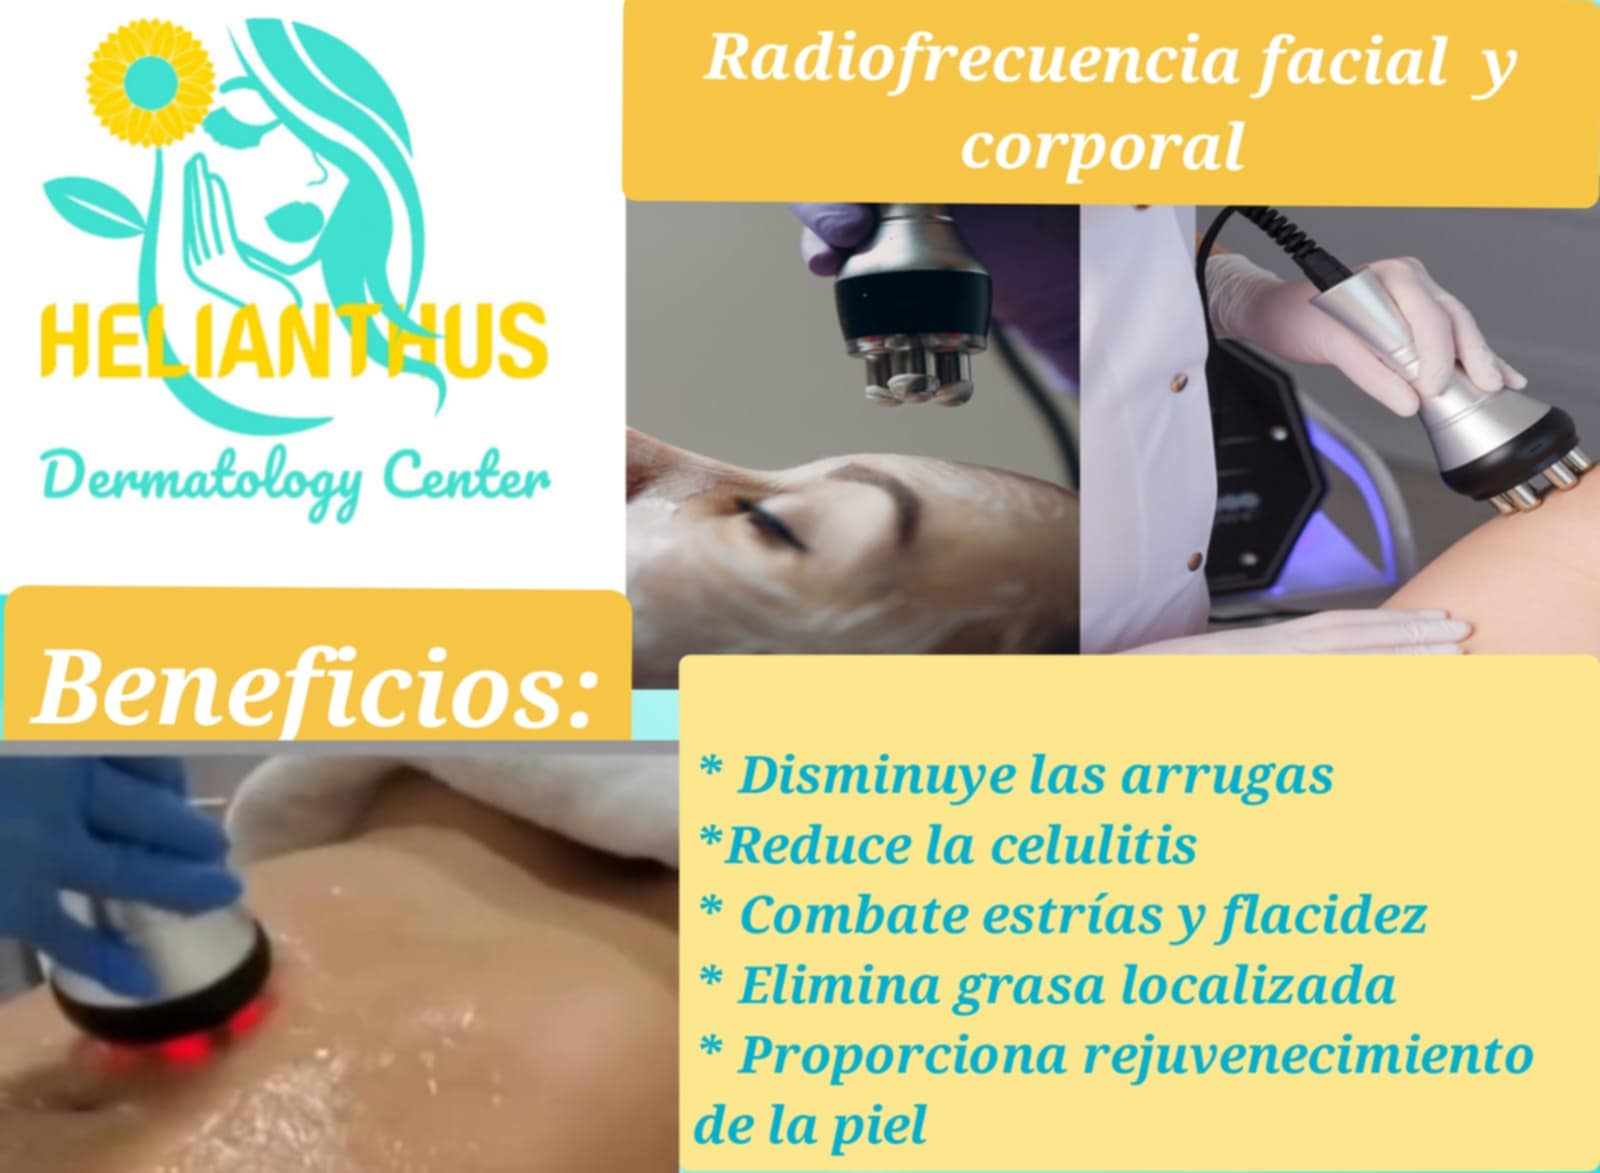 HELIANTHUS
Dermatology Center
Radiofrecuencia facial y
corporal
Beneficios:
* Disminuye las arrugas
*Reduce la celulitis
* Combate estrías y flacidez
* Elimina grasa localizada
* Proporciona rejuvenecimiento
de la piel